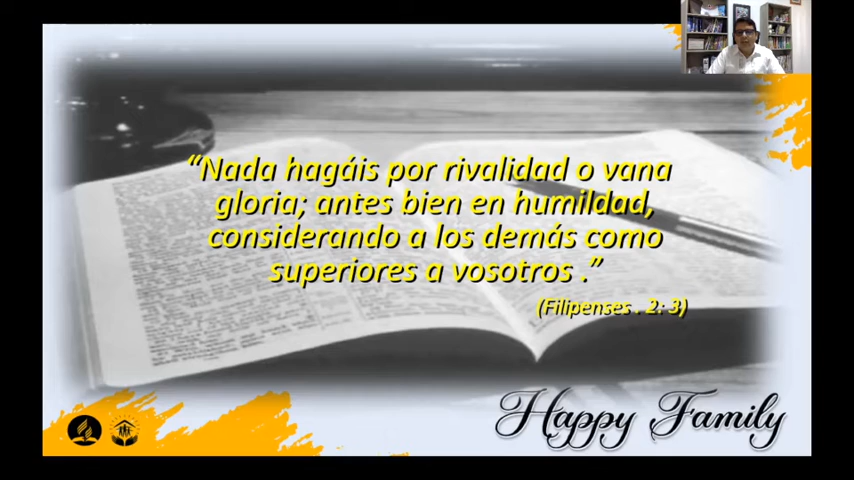 “Nada hagáis por rivalidad o vana
gloria; antes bien en humildad,
considerando a los demás como
superiores a vosotros .”
(Filipenses . 2: 3)
Happy Family